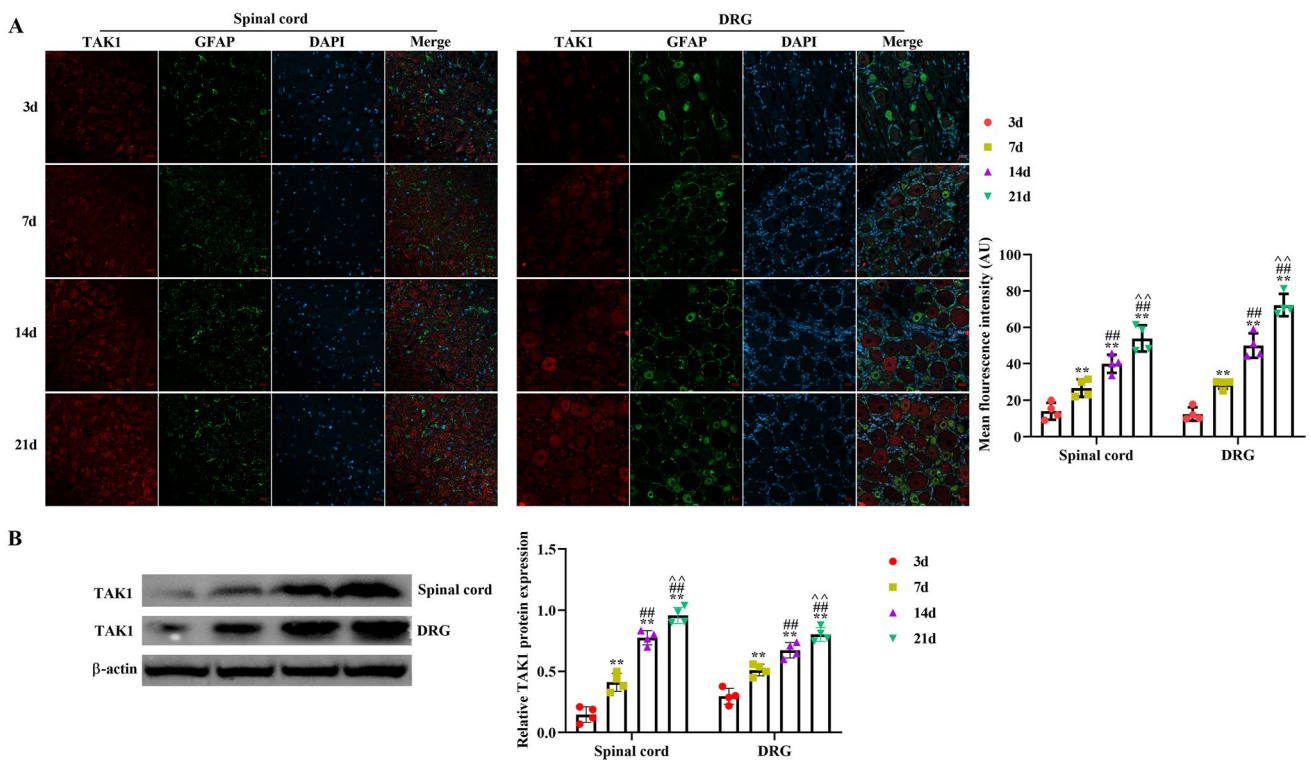 A
Spinal cord
DRG
TAK1 GFAP DAPI Merge
TAK1 GFAP DAPI Merge
3d
7d
14d
21d
3d
7d
14d
21d
Mean flourescence intensity (AU)
100
80
60
40
20
0
**
##
**
^^
##
**
**
##
**
^^
##
**
Spinal cord DRG
B
TAK1 Spinal cord
TAK1 DRG
β-actin
Relative TAK1 protein expression
1.5
1.0
0.5
0.0
**
##
**
^^
##
**
**
##
**
^^
##
**
Spinal cord DRG
3d
7d
14d
21d